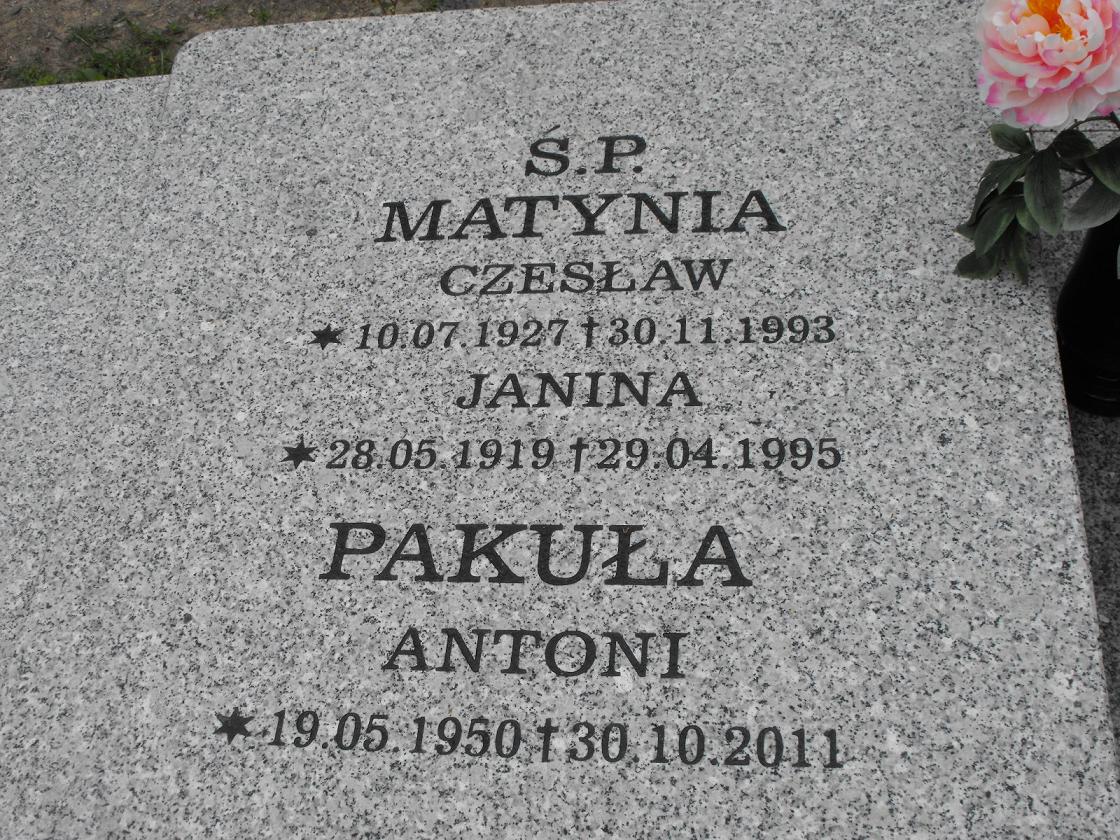 Ś.P.
MATYNIA
CZESŁAW
✶ 10.07.1927 † 30.11.1993
JANINA
✶ 28.05.1919 † 29.04.1995
PAKUŁA
ANTONI
✶ 19.05.1950 † 30.10.2011